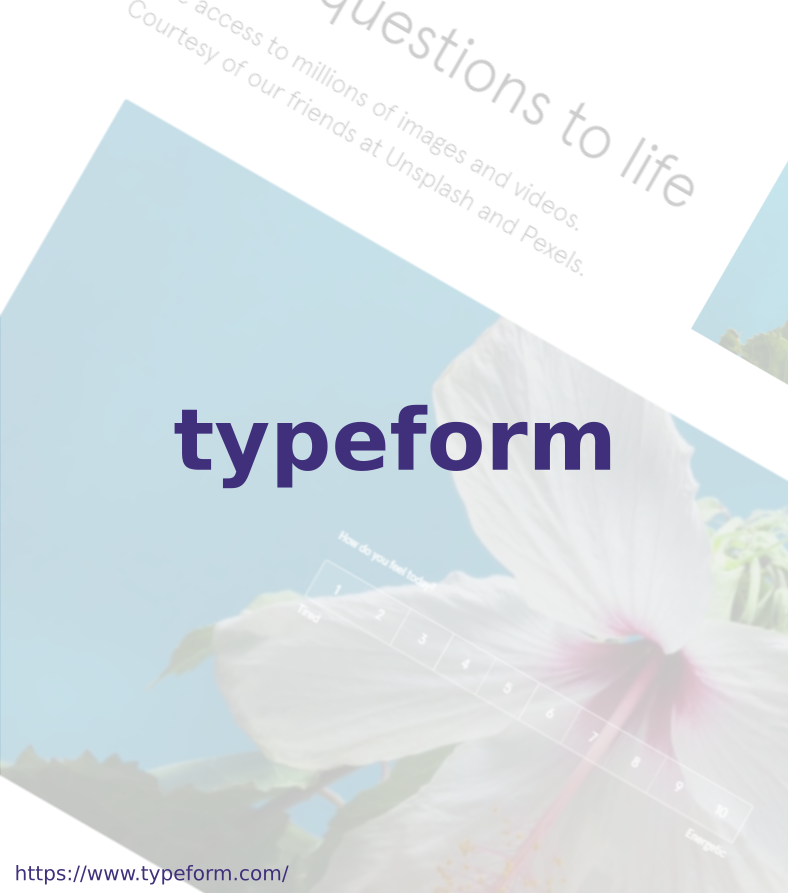 questions to life
access to millions of images and videos.
Courtesy of our friends at Unsplash and Pexels.
typeform
How do you feel today?
1 2 3 4 5 6 7 8 9 10
Tired
Energetic
https://www.typeform.com/